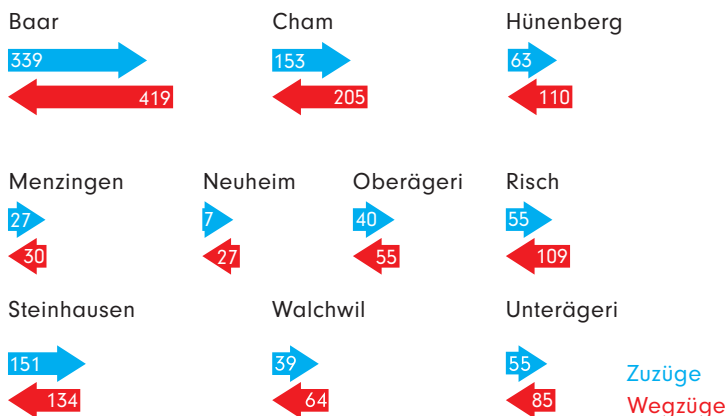 Baar
339
419
Cham
153
205
Hünenberg
63
110
Menzingen
27
30
Neuheim
7
27
Oberägeri
40
55
Risch
55
109
Steinhausen
151
134
Walchwil
39
64
Unterägeri
55
85
Zuzüge
Wegzüge